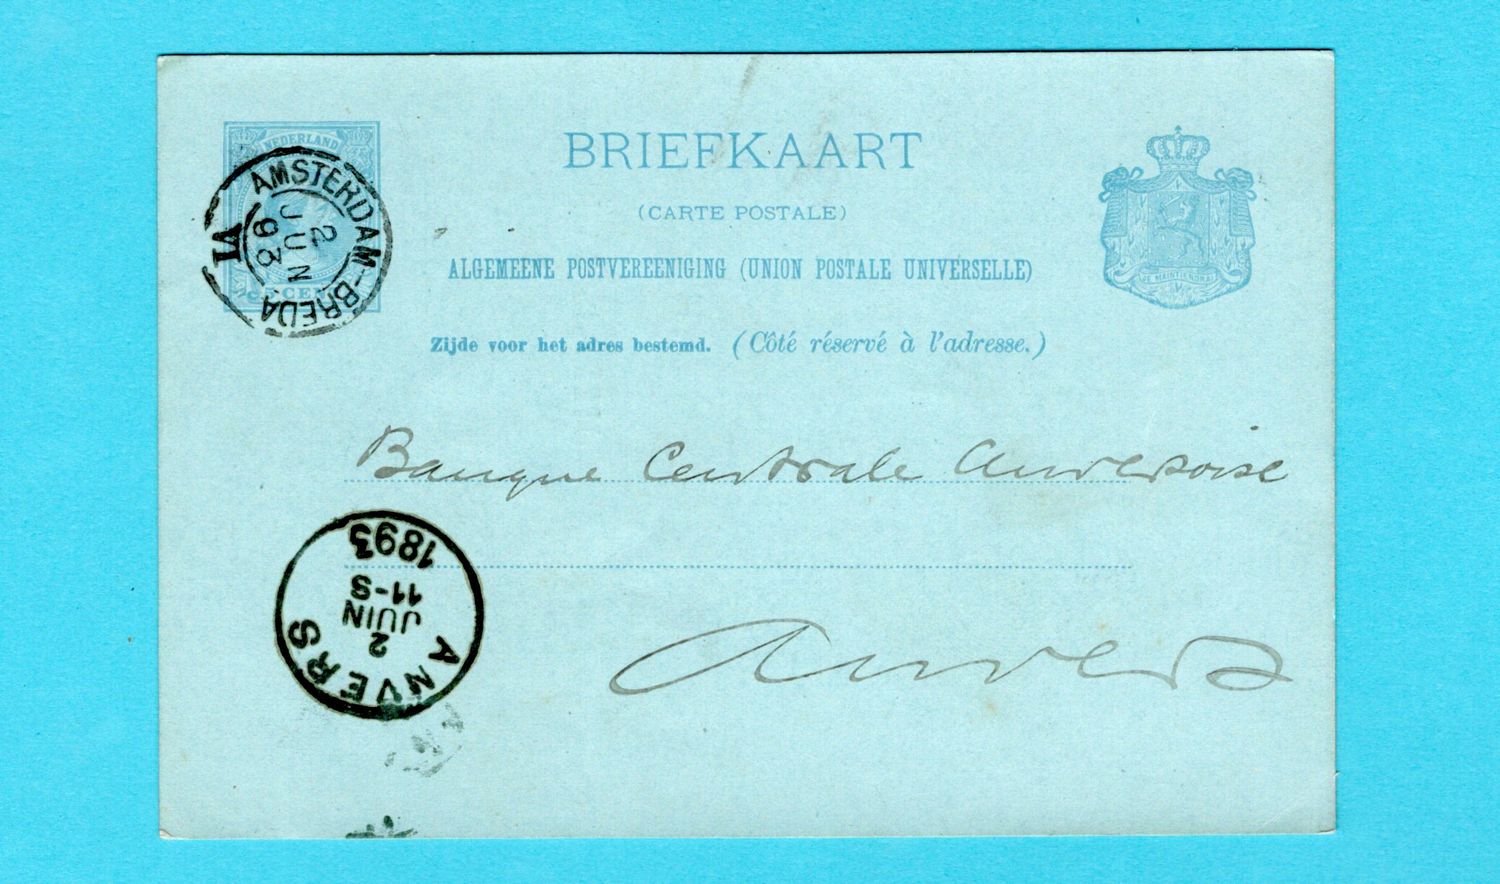 NEDERLAND
CENT
AMSTERDAM-BREDA
2
JUN
93
VI
BRIEFKAART
(CARTE POSTALE)
ALGEMEENE POSTVEREENIGING (UNION POSTALE UNIVERSELLE)
JE MAINTIENDRAI
Zijde voor het adres bestemd. (Côté réservé à l'adresse.)
Banque Centrale Anversoise
Anvers
ANVERS
2
JUIN
11-S
1893